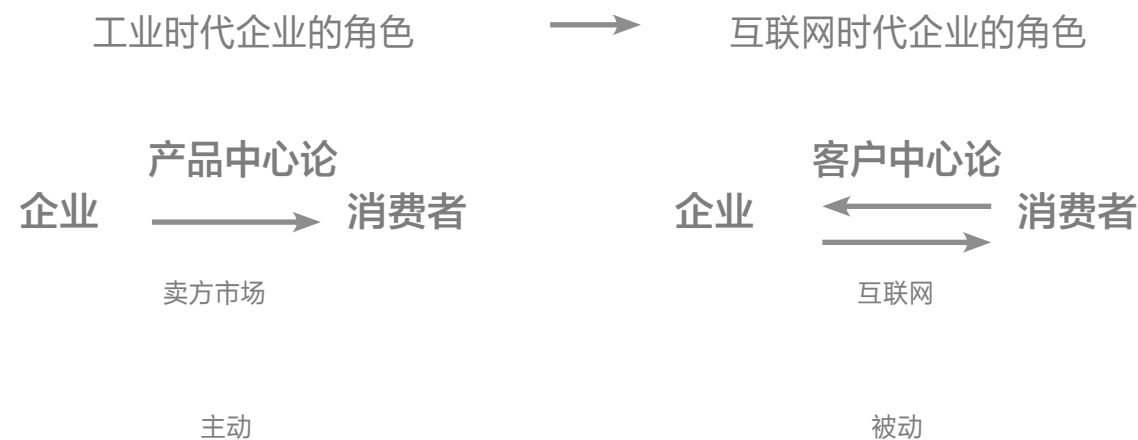 工业时代企业的角色
互联网时代企业的角色
产品中心论
客户中心论
企业
消费者
企业
消费者
卖方市场
互联网
主动
被动